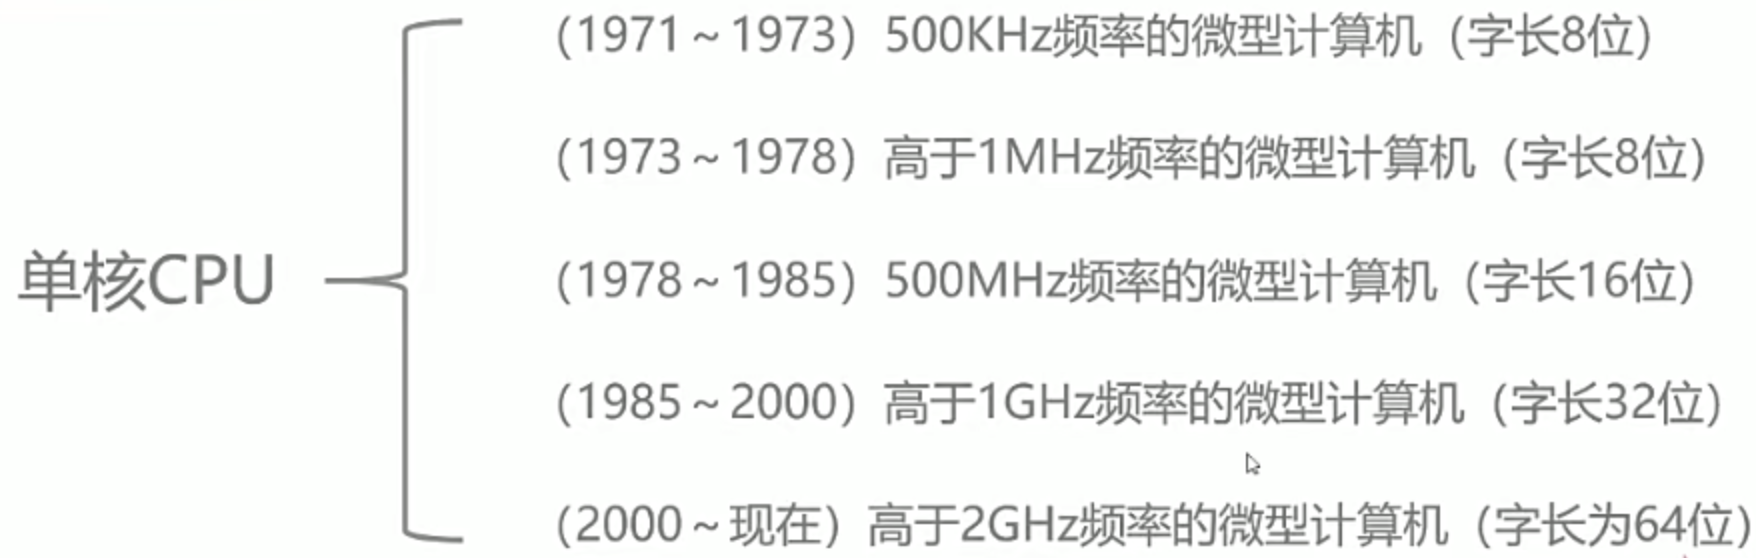 单核CPU
（1971～1973）500KHz频率的微型计算机（字长8位）
（1973～1978）高于1MHz频率的微型计算机（字长8位）
（1978～1985）500MHz频率的微型计算机（字长16位）
（1985～2000）高于1GHz频率的微型计算机（字长32位）
（2000～现在）高于2GHz频率的微型计算机（字长为64位）